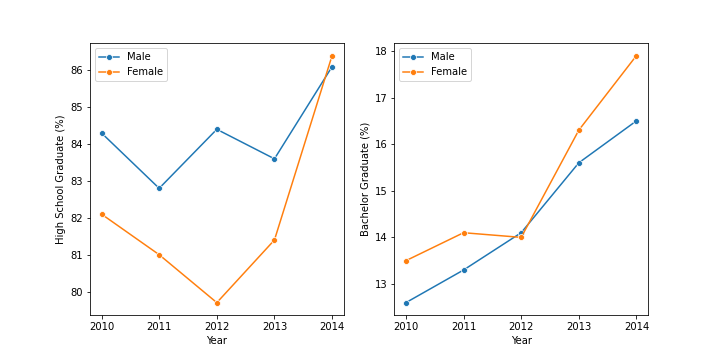 Male
Female
High School Graduate (%)
86
85
84
83
82
81
80
2010 2011 2012 2013 2014
Year
Male
Female
Bachelor Graduate (%)
18
17
16
15
14
13
2010 2011 2012 2013 2014
Year